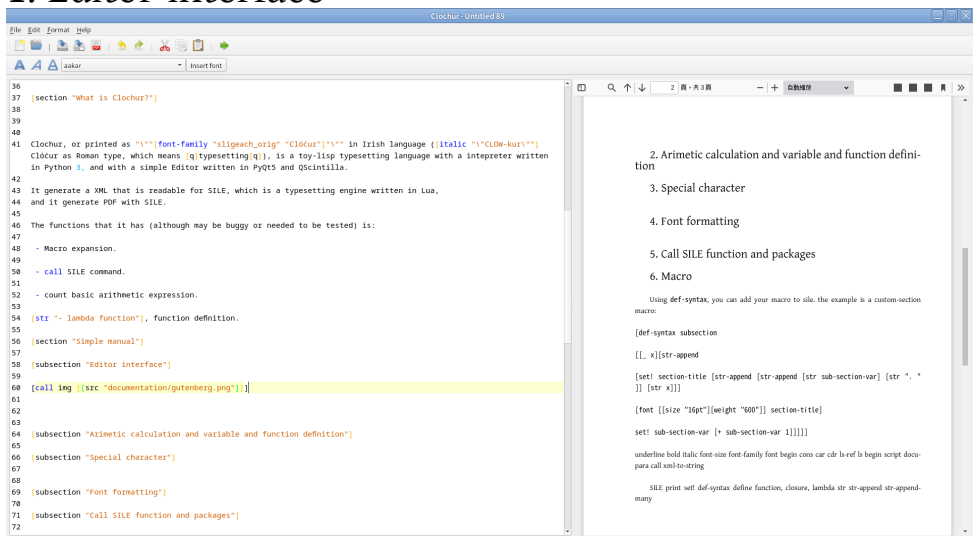 1. Editor interface
Clochur - Untitled 89
File Edit Format Help
A A A aakar Insert font
36
37 [section "What is Clochur?"]
38
39
40
41 Clochur, or printed as "\""[font-family "sligeach_orig" "Clóċur"]"\"" in Irish language ([italic "\"CLOW-kur\""]
Clóċur as Roman type, which means [q]typesetting[q]), is a toy-lisp typesetting language with a intepreter written
in Python 3, and with a simple Editor written in PyQt5 and QScintilla.
42
43 It generate a XML that is readable for SILE, which is a typesetting engine written in Lua,
44 and it generate PDF with SILE.
45
46 The functions that it has (although may be buggy or needed to be tested) is:
47
48 - Macro expansion.
49
50 - call SILE command.
51
52 - count basic arithmetic expression.
53
54 [str "- lambda function"], function definition.
55
56 [section "Simple manual"]
57
58 [subsection "Editor interface"]
59
60 [call img [[src "documentation/gutenberg.png"]]]
61
62
63
64 [subsection "Arimetic calculation and variable and function defnition"]
65
66 [subsection "Special character"]
67
68
69 [subsection "Font formatting"]
70
71 [subsection "Call SILE function and packages"]
72
2 頁，共 3 頁 自動縮放
2. Arimetic calculation and variable and function defini-
tion
3. Special character
4. Font formatting
5. Call SILE function and packages
6. Macro
Using def-syntax, you can add your macro to sile. the example is a custom-section
macro:
[def-syntax subsection
[[_ x][str-append
[set! section-title [str-append [str-append [str sub-section-var] [str ". "
]] [str x]]]
[font [[size "16pt"][weight "600"]] section-title]
set! sub-section-var [+ sub-section-var 1]]]]]
underline bold italic font-size font-family font begin cons car cdr ls-ref ls begin script docu-
para call xml-to-string
SILE print set! def-syntax define function, closure, lambda str str-append str-append-
many